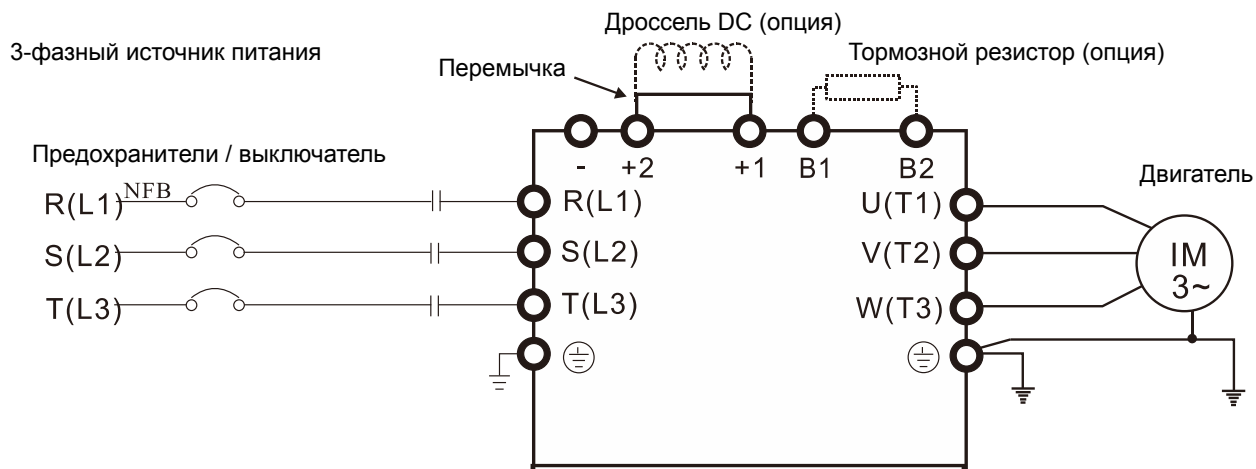 Дроссель DC (опция)
3-фазный источник питания
Тормозной резистор (опция)
Перемычка
- +2 +1 B1 B2
Предохранители / выключатель
Двигатель
R(L1) NFB R(L1) U(T1)
S(L2) S(L2) V(T2)
IM
3~
T(L3) T(L3) W(T3)